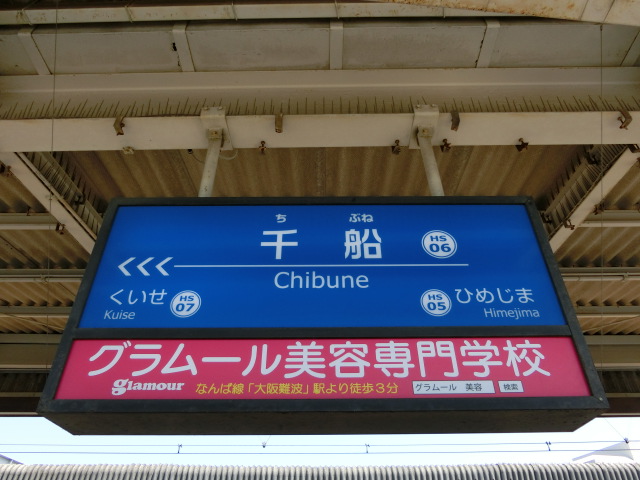 ち ぶね
千 船 HS 06
<<<
Chibune
くいせ HS 07 HS 05 ひめじま
Kuise Himejima
グラムール美容専門学校
glamour なんば線「大阪難波」駅より徒歩3分 グラムール 美容 検索